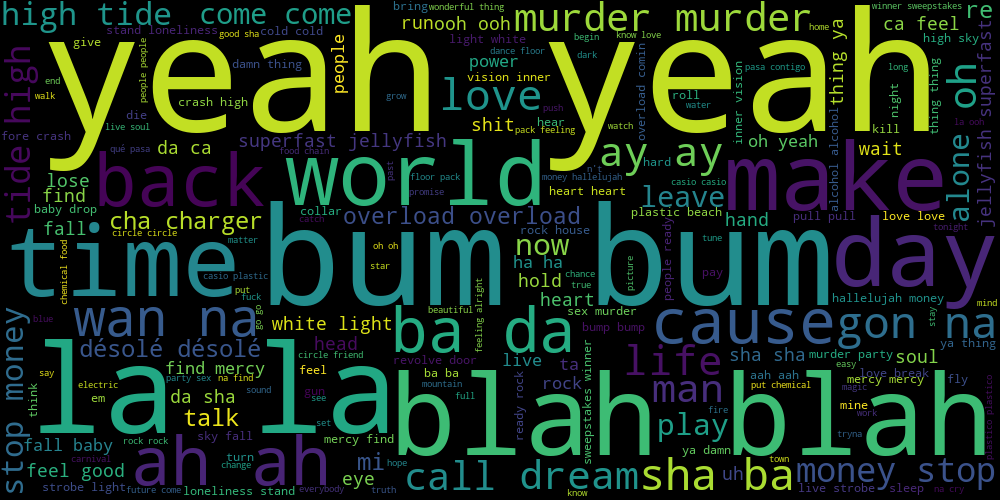 high tide
come come
bring
wonderful thing
runooh ooh
murder murder
home
winner sweepstakes
ca feel
re
stand loneliness
good sha
cold cold
give
damn thing
people
people people
yeah yeah
light white
dance floor
begin
know love
dark
power
vision inner
thing ya
high sky
tide high
end
walk
crash high
love
grow
push
roll
water
inner vision
pasa contigo
overload comin
long
night
thing thing
oh
die
live soul
shit
pack feeling
hear
watch
kill
la ooh
jellyfish superfast
fore crash
qué pasa
da ca
superfast jellyfish
food chain
ay ay
hard
oh yeah
wait
alcohol alcohol
alone
back
world
past
floor pack
promise
n't
money hallelujah
heart heart
casio casio
leave
make
lose
find
baby drop
fall
cha charger
circle circle
collar
catch
overload overload
rock house
plastic beach
hand
pull pull
love love
tonight
time
bum bum
day
matter
chemical food
casio plastic
put
fuck
go go
oh oh
star
now
ha ha
hold
heart
chance
true
picture
people ready
tune
pay
hallelujah money
mind
stay
blue
wan na
white light
beautiful
feeling alright
sex murder
ba da
bump bump
cause
gon na
ya thing
stop money
désolé désolé
head
circle friend
revolve door
live
ta
life
sha sha
murder party
soul
easy
say
think
electric
em
find mercy
party sex
na find
feel
gun
ba ba
mountain
full
rock
ready rock
sweepstakes winner
man
aah aah
put chemical
mercy mercy
love break
fly
magic
la la
da sha
talk
sound
see
set
blah blah
play
fire
mine
work
tryna
plastico plastico
fall baby
rock rock
sky fall
mercy find
ya damn
town
feel good
carnival
turn
change
ah ah
mi
hope
eye
call
dream
sha
ba
uh
money stop
strobe light
future come
loneliness stand
everybody
truth
know
live strobe
sleep
na cry